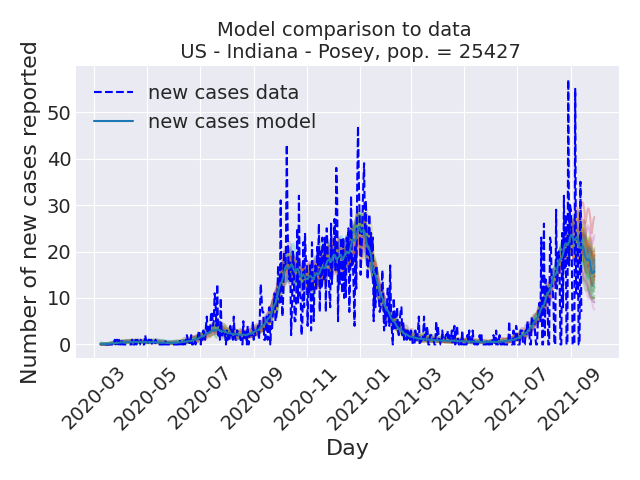 Model comparison to data
US - Indiana - Posey, pop. = 25427
Number of new cases reported
50
40
30
20
10
0
new cases data
new cases model
2020-03
2020-05
2020-07
2020-09
2020-11
2021-01
2021-03
2021-05
2021-07
2021-09
Day